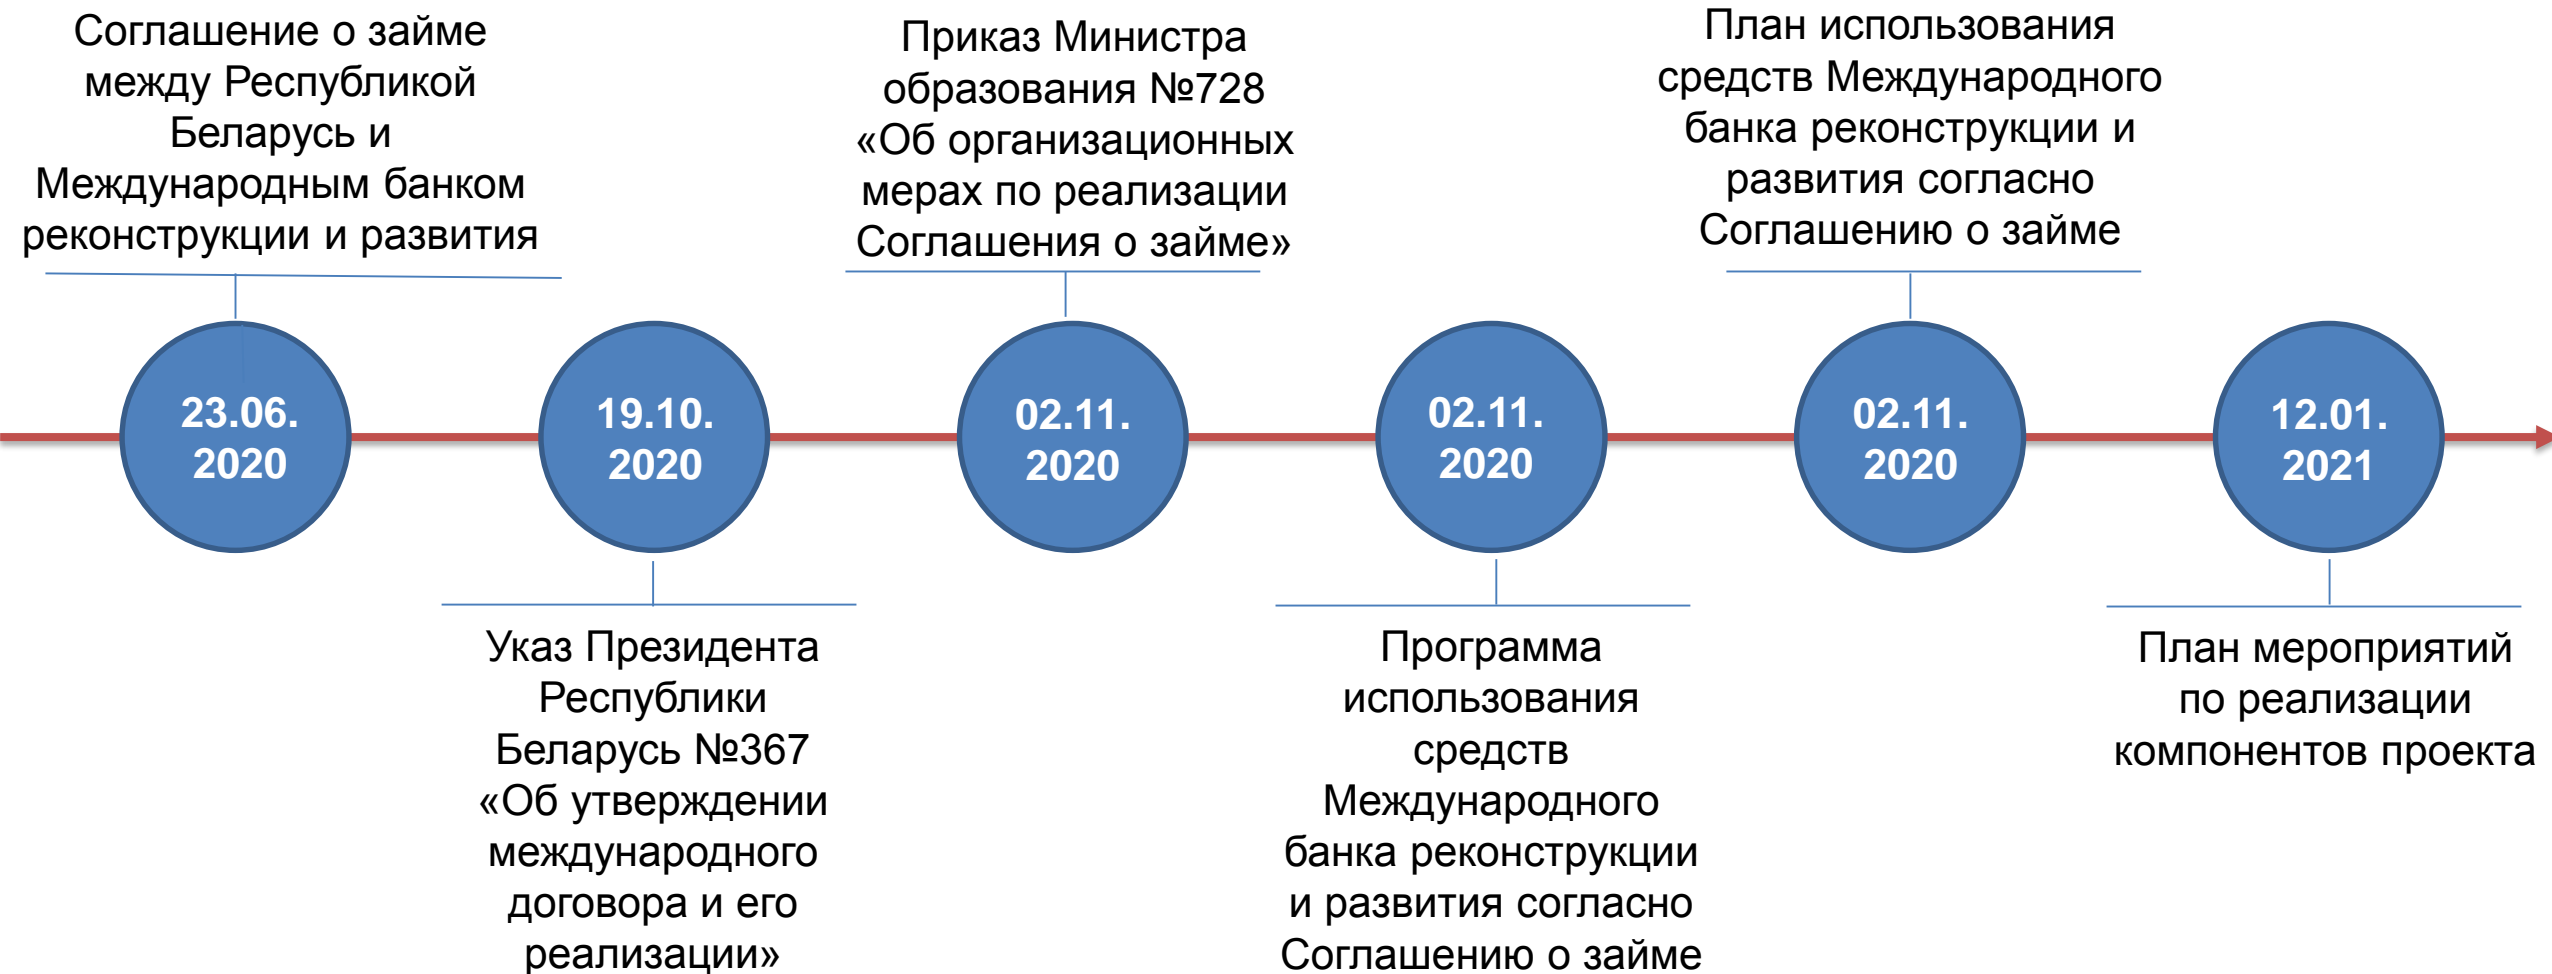 Соглашение о займе
между Республикой
Беларусь и
Международным банком
реконструкции и развития
23.06.
2020
19.10.
2020
Указ Президента
Республики
Беларусь №367
«Об утверждении
международного
договора и его
реализации»
Приказ Министра
образования №728
«Об организационных
мерах по реализации
Соглашения о займе»
02.11.
2020
02.11.
2020
Программа
использования
средств
Международного
банка реконструкции
и развития согласно
Соглашению о займе
План использования
средств Международного
банка реконструкции и
развития согласно
Соглашению о займе
02.11.
2020
12.01.
2021
План мероприятий
по реализации
компонентов проекта